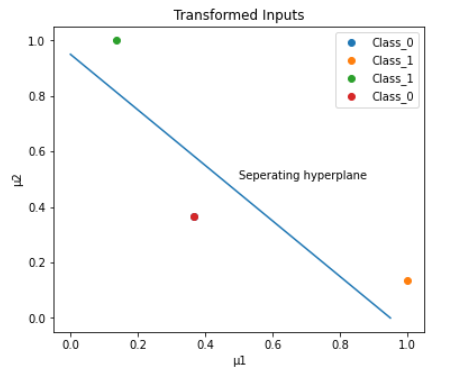 Transformed Inputs
1.0
0.8
0.6
0.4
0.2
0.0
μ2
Class_0
Class_1
Class_1
Class_0
Seperating hyperplane
0.0 0.2 0.4 0.6 0.8 1.0
μ1